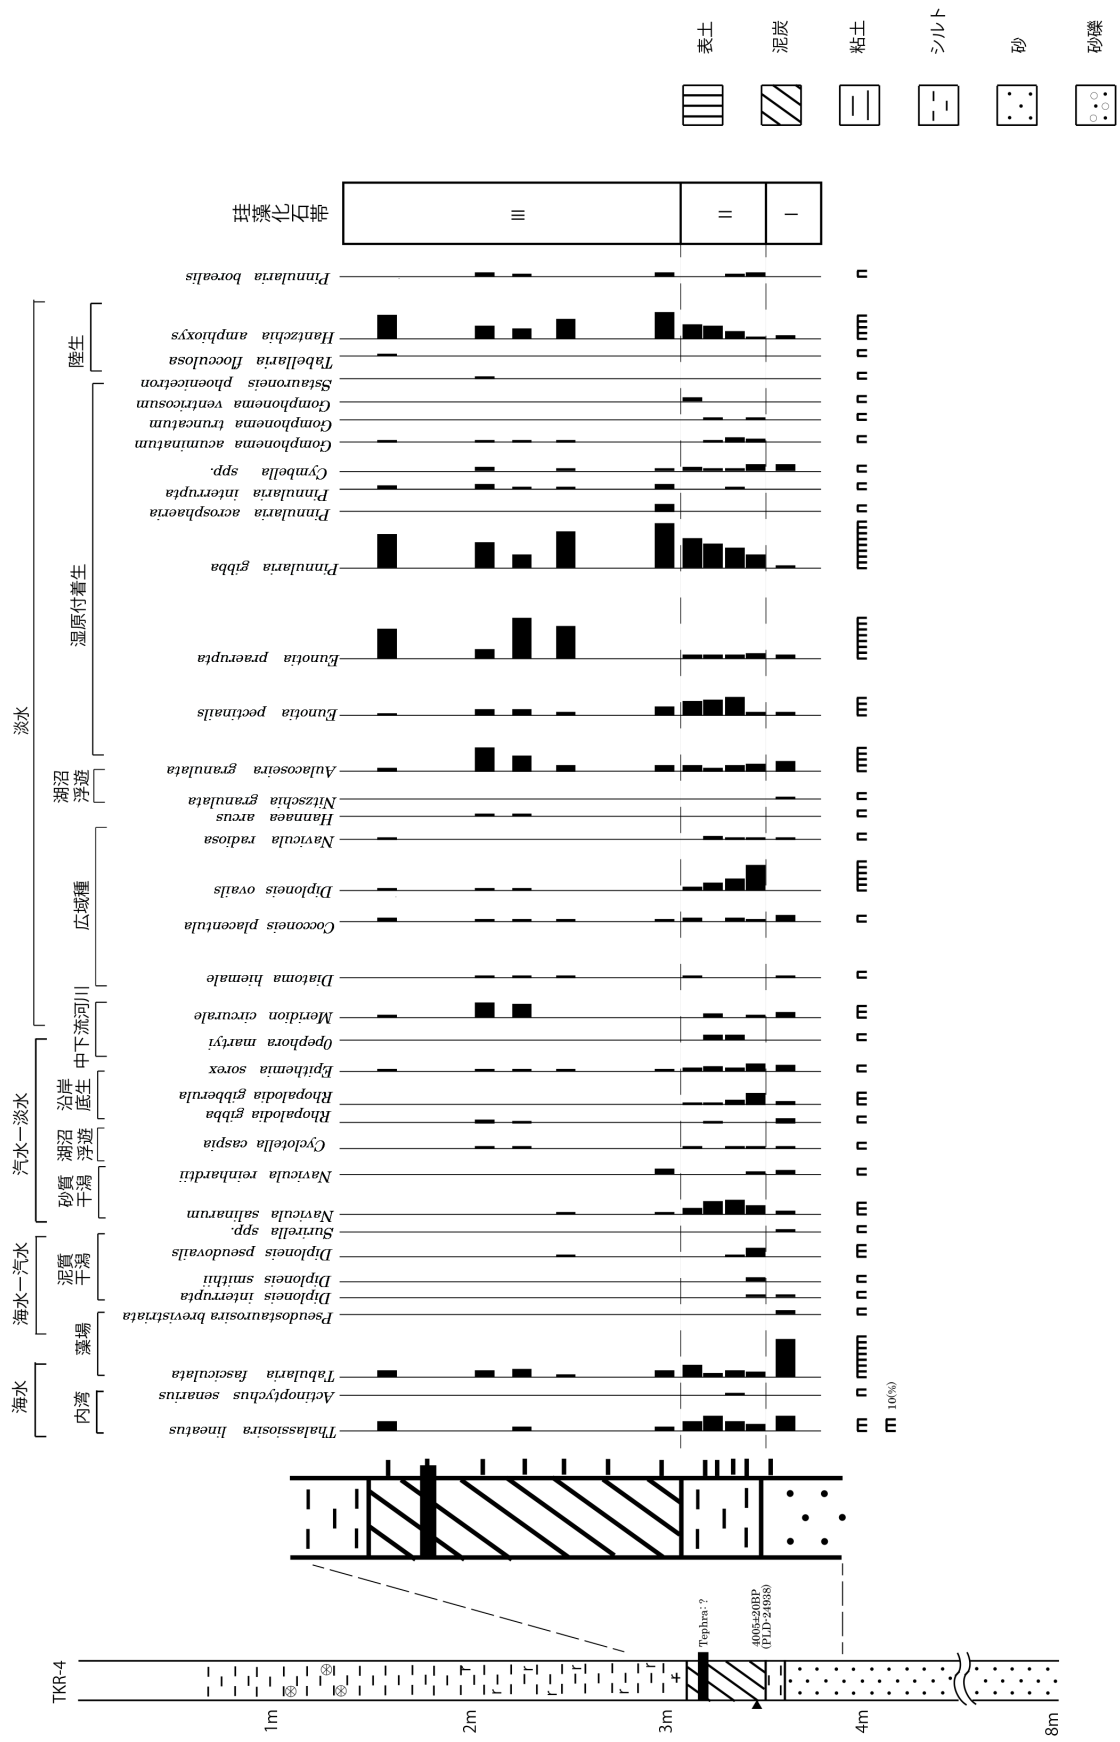 TKR-4
1m
2m
3m
4m
8m
Tephra: ?
4005±20BP
(PLD-24938)
海水
海水ー汽水
汽水ー淡水
淡水
内湾
藻場
泥質
干潟
砂質
干潟
湖沼
浮遊
沿岸
底生
中下流河川
広域種
湖沼
浮遊
湿原付着生
陸生
Thalassiosira lineatus
Actinoptychus senarius
Tabularia fasciculata
Pseudostaurosira brevistriata
Diploneis interrupta
Diploneis smithii
Diploneis pseudovails
Surirella spp.
Navicula salinarum
Navicula reinhardtii
Cyclotella caspia
Rhopalodia gibba
Rhopalodia gibberula
Epithemia sorex
Opephora martyi
Meridion circurale
Diatoma hiemale
Cocconeis placentula
Diploneis ovails
Navicula radiosa
Hannaea arcus
Nitzschia granulata
Aulacoseira granulata
Eunotia pectinails
Eunotia praerupta
Pinnularia gibba
Pinnularia acrosphaeria
Pinnularia interrupta
Cymbella spp.
Gomphonema acuminatum
Gomphonema truncatum
Gomphonema ventricosum
Sstauroneis phoenicetron
Tabellaria flocculosa
Hantzchia amphioxys
Pinnularia borealis
珪藻化石帯
III
II
I
10(%)
表土
泥炭
粘土
シルト
砂
砂礫